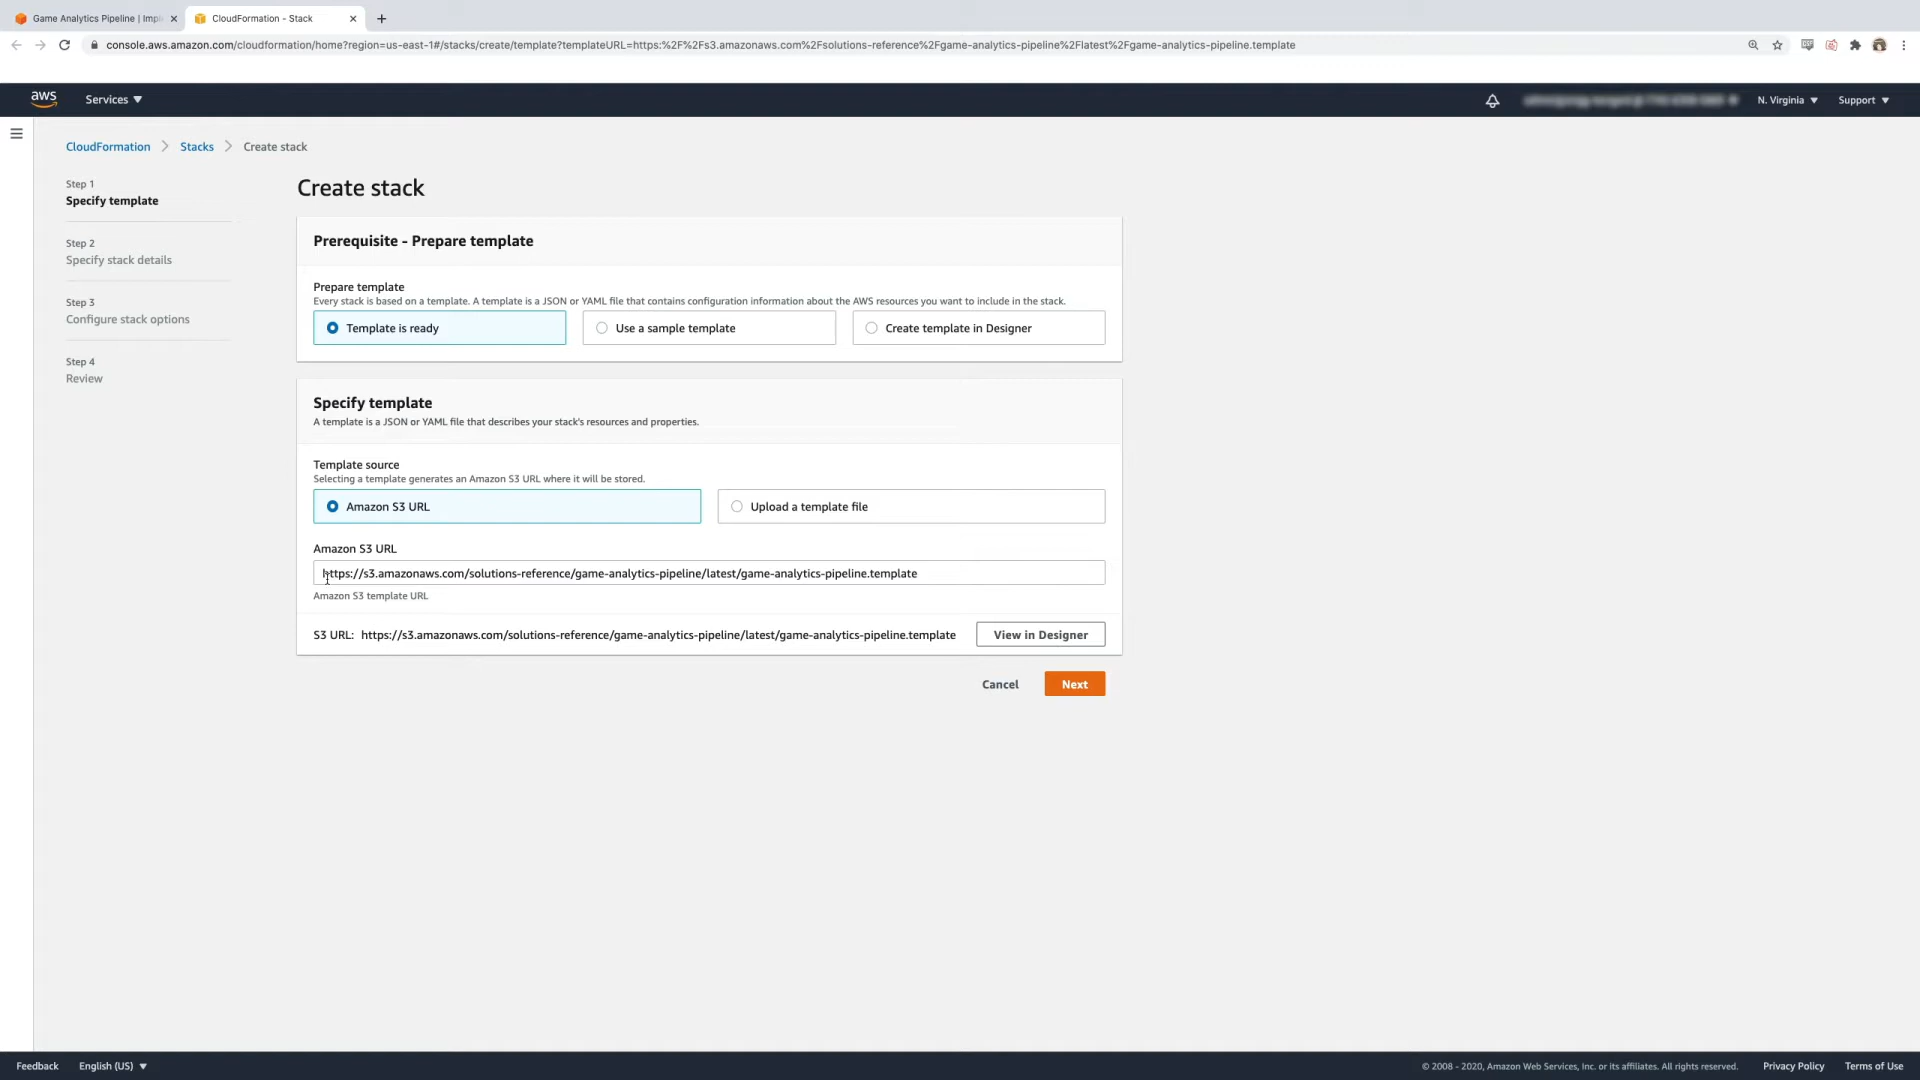 Game Analytics Pipeline | Impl
CloudFormation - Stack
console.aws.amazon.com/cloudformation/home?region=us-east-1#/stacks/create/template?templateURL=https:%2F%2Fs3.amazonaws.com%2Fsolutions-reference%2Fgame-analytics-pipeline%2Flatest%2Fgame-analytics-pipeline.template
aws
Services
N. Virginia
Support
CloudFormation
Stacks
Create stack
Step 1
Specify template
Step 2
Specify stack details
Step 3
Configure stack options
Step 4
Review
Create stack
Prerequisite - Prepare template
Prepare template
Every stack is based on a template. A template is a JSON or YAML file that contains configuration information about the AWS resources you want to include in the stack.
Template is ready
Use a sample template
Create template in Designer
Specify template
A template is a JSON or YAML file that describes your stack's resources and properties.
Template source
Selecting a template generates an Amazon S3 URL where it will be stored.
Amazon S3 URL
Upload a template file
Amazon S3 URL
https://s3.amazonaws.com/solutions-reference/game-analytics-pipeline/latest/game-analytics-pipeline.template
Amazon S3 template URL
S3 URL: https://s3.amazonaws.com/solutions-reference/game-analytics-pipeline/latest/game-analytics-pipeline.template
View in Designer
Cancel
Next
Feedback
English (US)
© 2008 - 2020, Amazon Web Services, Inc. or its affiliates. All rights reserved.
Privacy Policy
Terms of Use